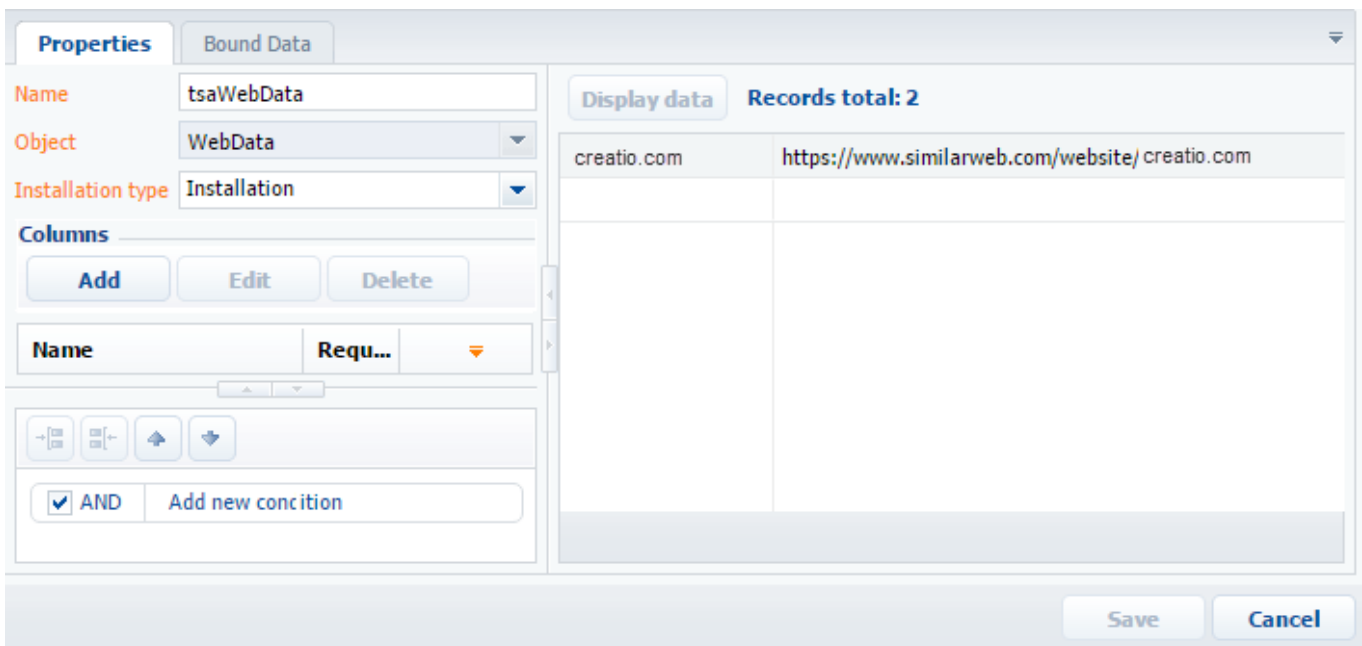 Properties Bound Data
Name tsaWebData
Object WebData
Installation type Installation
Columns
Add Edit Delete
Name Requ...
AND Add new concition
Display data Records total: 2
creatio.com https://www.similarweb.com/website/ creatio.com
Save Cancel